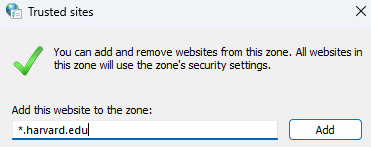 Trusted sites
You can add and remove websites from this zone. All websites in
this zone will use the zone's security settings.
Add this website to the zone:
*.harvard.edu
Add